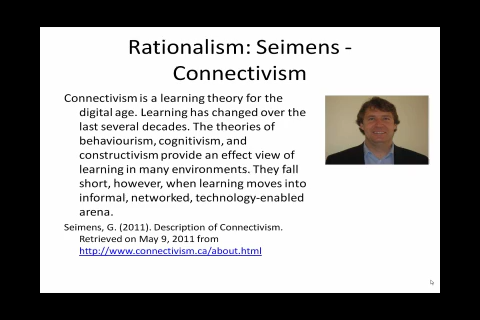 Rationalism: Seimens -
Connectivism
Connectivism is a learning theory for the
digital age. Learning has changed over the
last several decades. The theories of
behaviourism, cognitivism, and
constructivism provide an effect view of
learning in many environments. They fall
short, however, when learning moves into
informal, networked, technology-enabled
arena.
Seimens, G. (2011). Description of Connectivism.
Retrieved on May 9, 2011 from
http://www.connectivism.ca/about.html